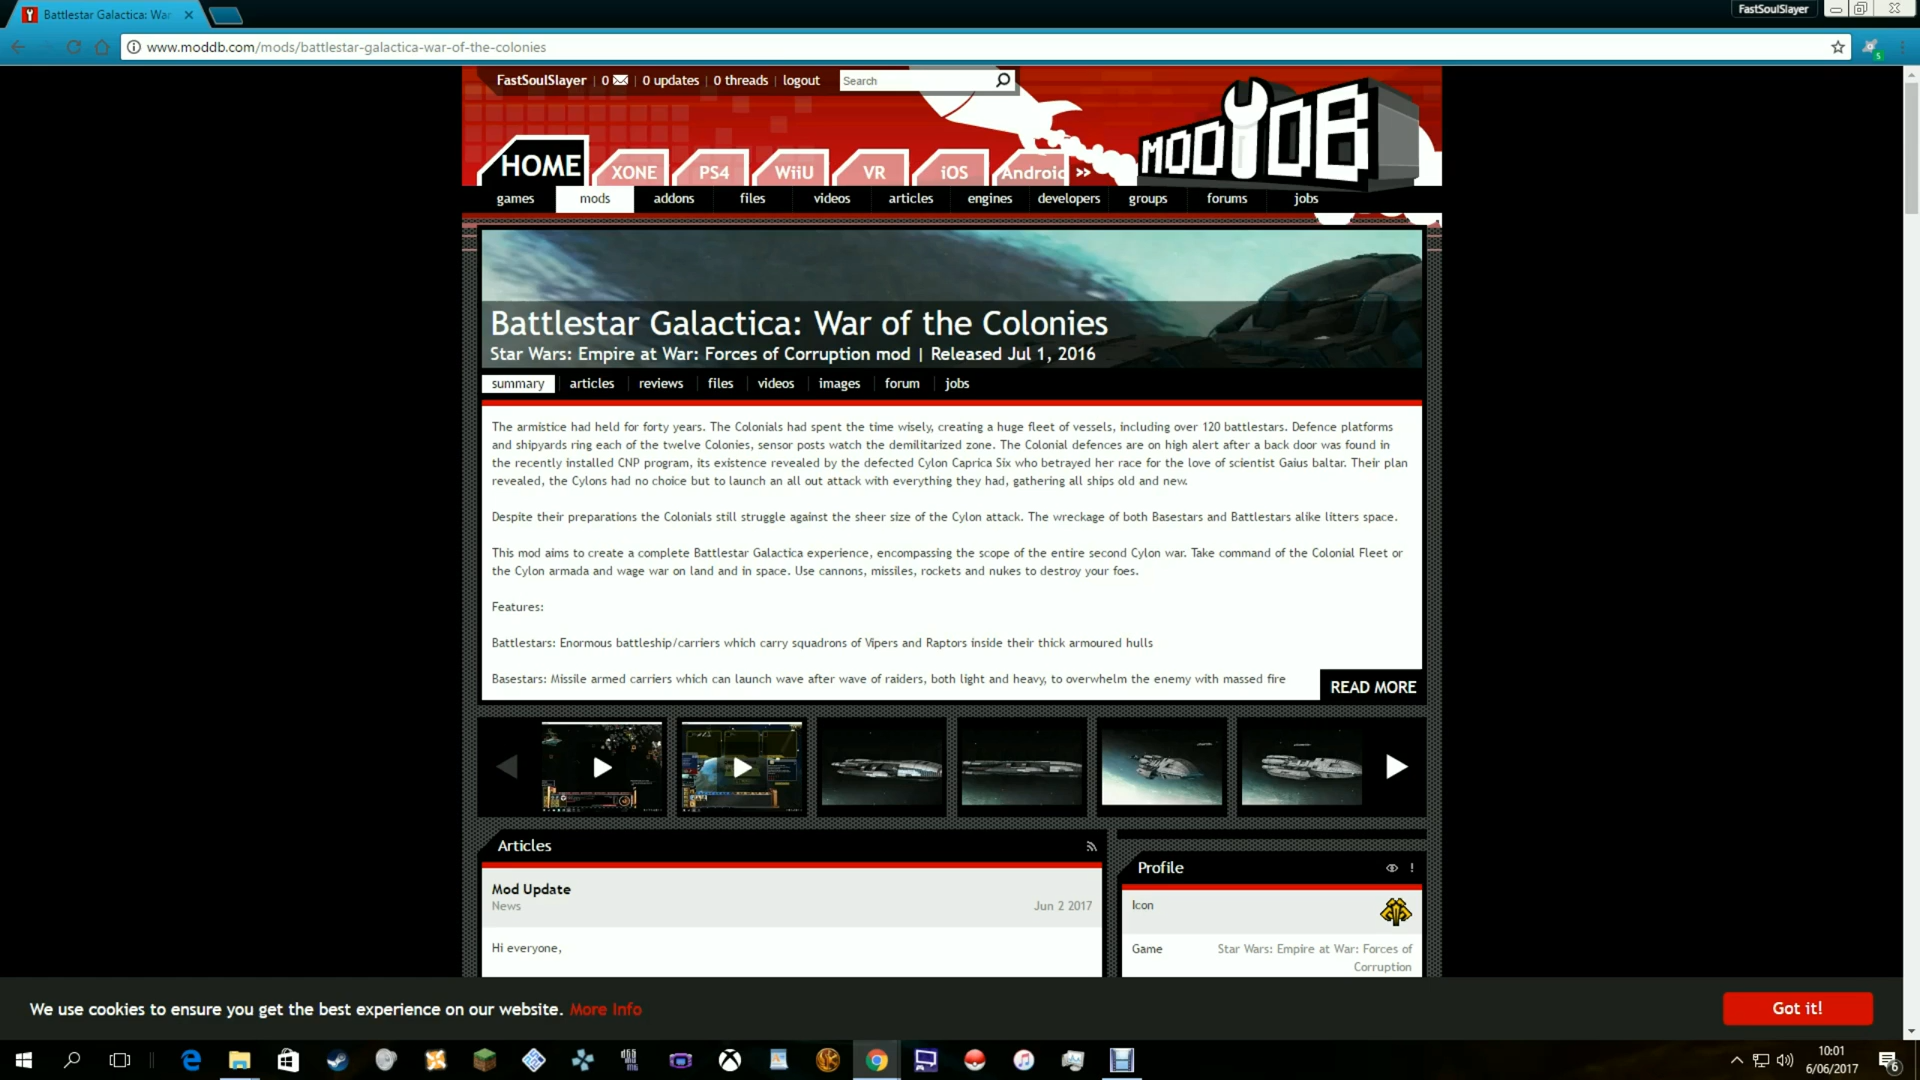 Battlestar Galactica: War
FastSoulSlayer
www.moddb.com/mods/battlestar-galactica-war-of-the-colonies
FastSoulSlayer | 0 | 0 updates | 0 threads | logout
Search
MODDB
HOME XONE PS4 WiiU VR iOS Android >>
games mods addons files videos articles engines developers groups forums jobs
Battlestar Galactica: War of the Colonies
Star Wars: Empire at War: Forces of Corruption mod | Released Jul 1, 2016
summary articles reviews files videos images forum jobs
The armistice had held for forty years. The Colonials had spent the time wisely, creating a huge fleet of vessels, including over 120 battlestars. Defence platforms
and shipyards ring each of the twelve Colonies, sensor posts watch the demilitarized zone. The Colonial defences are on high alert after a back door was found in
the recently installed CNP program, its existence revealed by the defected Cylon Caprica Six who betrayed her race for the love of scientist Gaius baltar. Their plan
revealed, the Cylons had no choice but to launch an all out attack with everything they had, gathering all ships old and new.
Despite their preparations the Colonials still struggle against the sheer size of the Cylon attack. The wreckage of both Basestars and Battlestars alike litters space.
This mod aims to create a complete Battlestar Galactica experience, encompassing the scope of the entire second Cylon war. Take command of the Colonial Fleet or
the Cylon armada and wage war on land and in space. Use cannons, missiles, rockets and nukes to destroy your foes.
Features:
Battlestars: Enormous battleship/carriers which carry squadrons of Vipers and Raptors inside their thick armoured hulls
Basestars: Missile armed carriers which can launch wave after wave of raiders, both light and heavy, to overwhelm the enemy with massed fire
READ MORE
Articles
Mod Update
News
Jun 2 2017
Hi everyone,
Profile
Icon
Game
Star Wars: Empire at War: Forces of
Corruption
We use cookies to ensure you get the best experience on our website. More Info
Got it!
10:01
6/06/2017
6